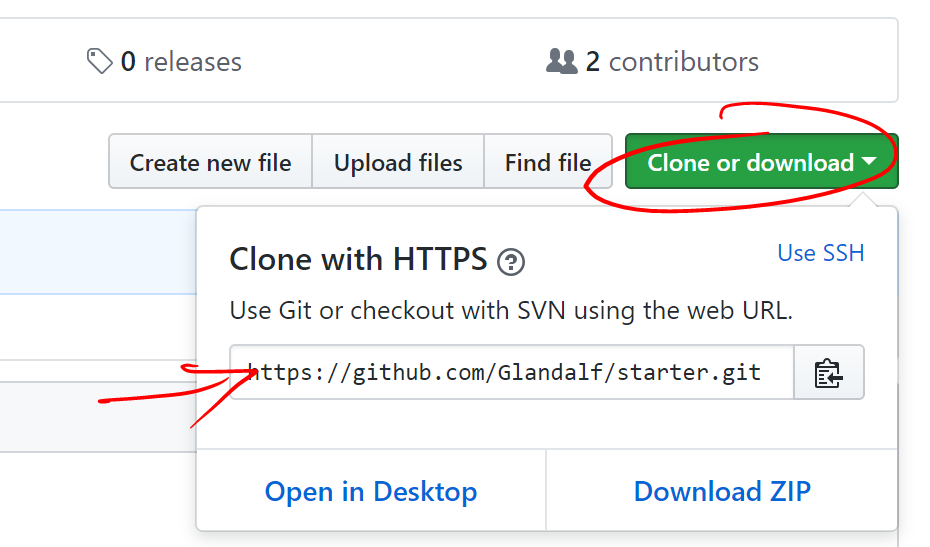 0 releases
2 contributors
Create new file
Upload files
Find file
Clone or download
Clone with HTTPS ?
Use SSH
Use Git or checkout with SVN using the web URL.
https://github.com/Glandalf/starter.git
Open in Desktop
Download ZIP